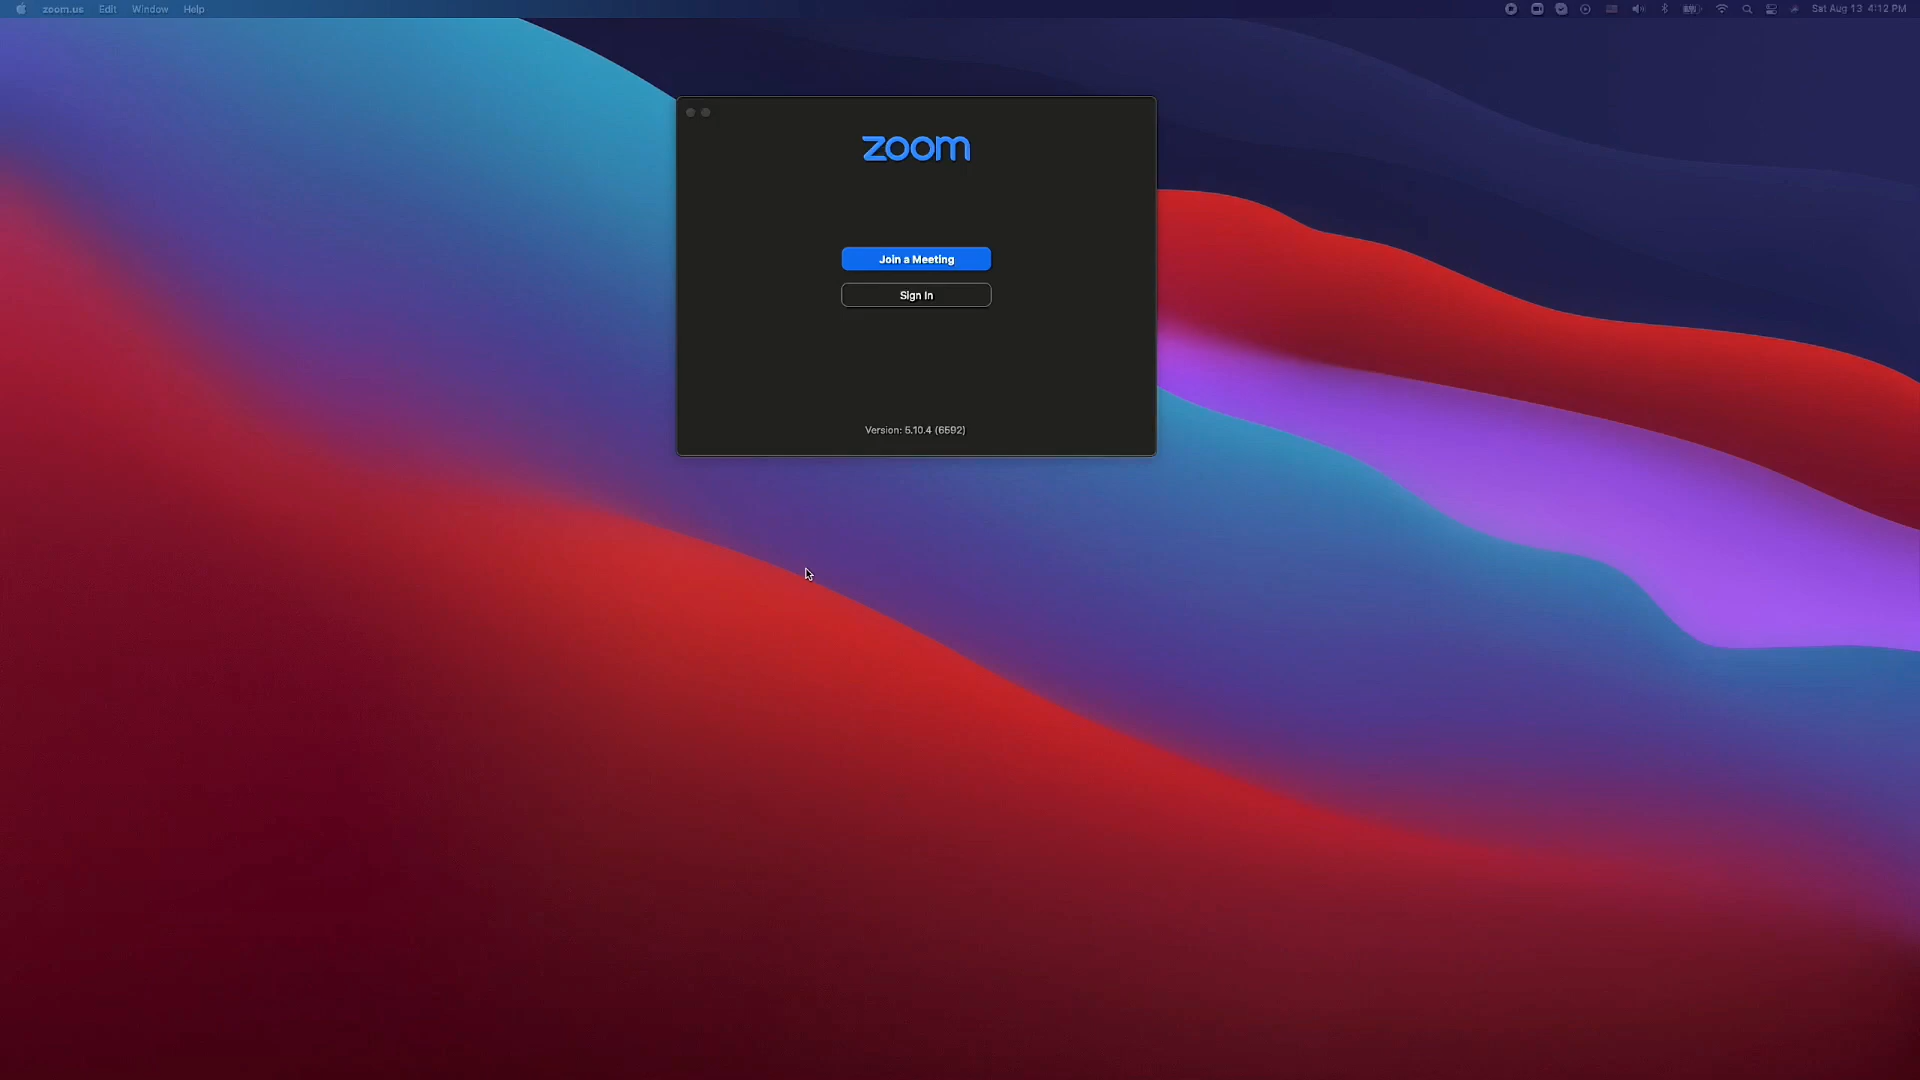 zoom.us Edit Window Help
Sat Aug 13 4:12 PM
zoom
Join a Meeting
Sign In
Version: 5.10.4 (6592)